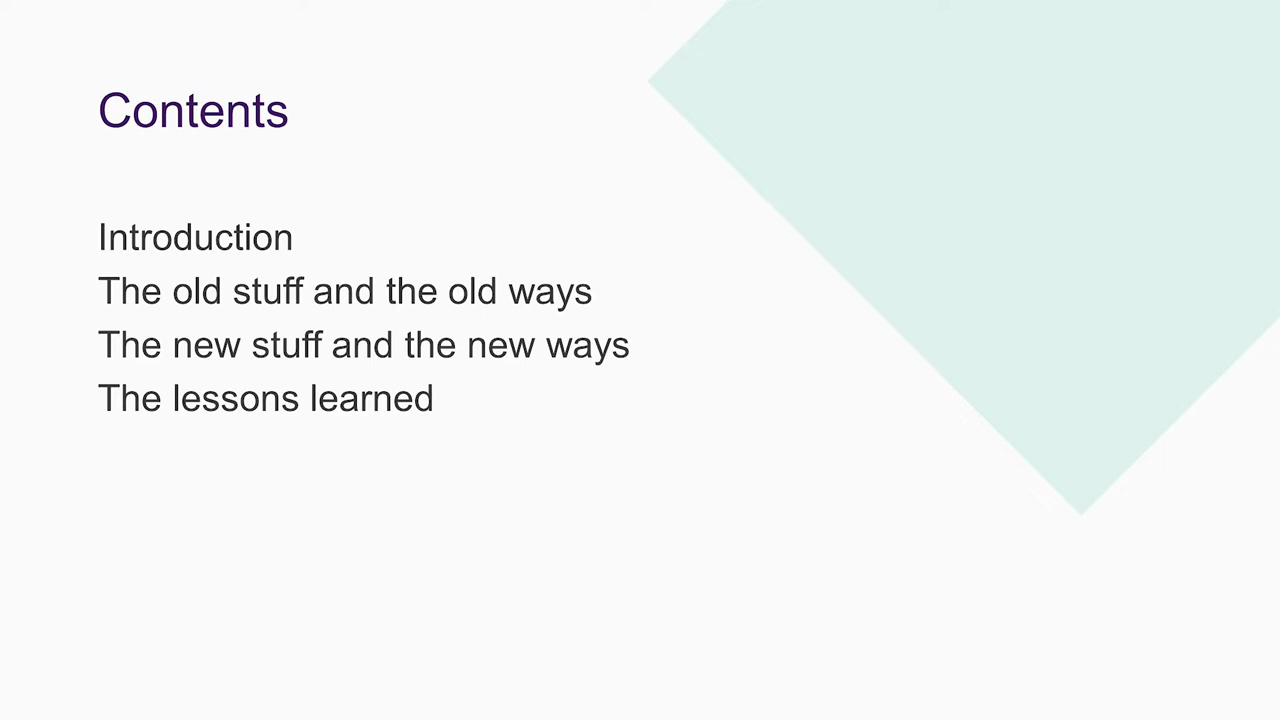 Contents
Introduction
The old stuff and the old ways
The new stuff and the new ways
The lessons learned